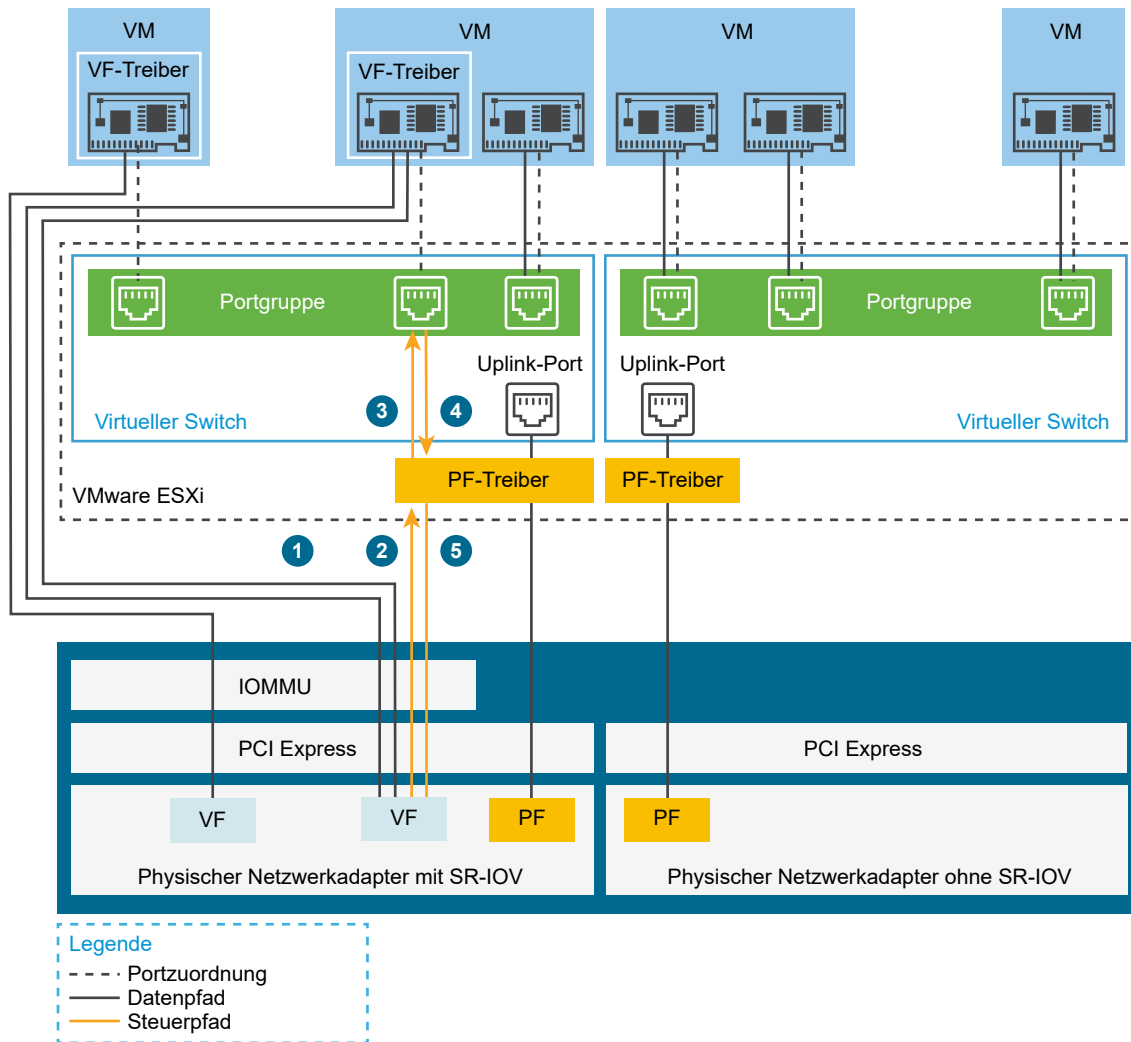 VM
VM
VM
VM
VF-Treiber
VF-Treiber
Portgruppe
Portgruppe
Uplink-Port
Uplink-Port
3
4
Virtueller Switch
Virtueller Switch
PF-Treiber
PF-Treiber
VMware ESXi
1
2
5
IOMMU
PCI Express
PCI Express
VF
VF
PF
PF
Physischer Netzwerkadapter mit SR-IOV
Physischer Netzwerkadapter ohne SR-IOV
Legende
Portzuordnung
Datenpfad
Steuerpfad